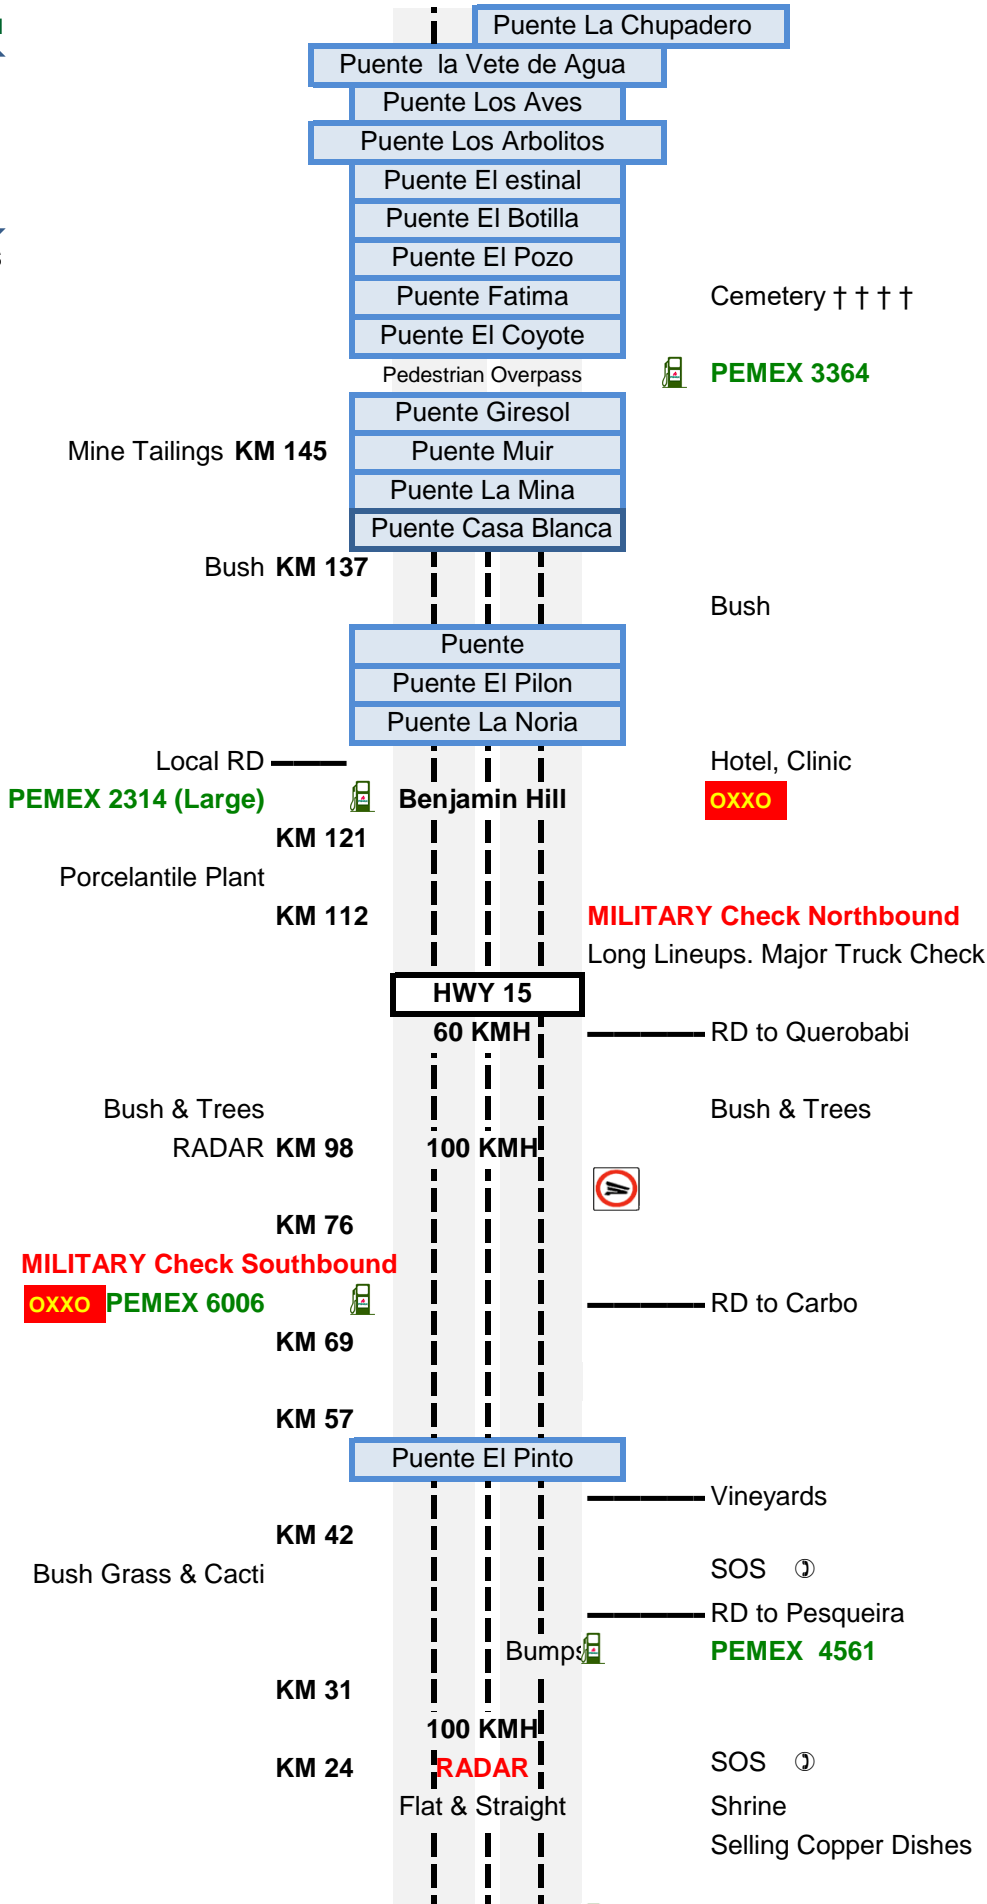 Puente La Chupadero
Puente la Vete de Agua
Puente Los Aves
Puente Los Arbolitos
Puente El estinal
Puente El Botilla
Puente El Pozo
Puente Fatima Cemetery † † † †
Puente El Coyote
Pedestrian Overpass PEMEX 3364
Puente Giresol
Mine Tailings KM 145 Puente Muir
Puente La Mina
Puente Casa Blanca
Bush KM 137
Bush
Puente
Puente El Pilon
Puente La Noria
Local RD Hotel, Clinic
PEMEX 2314 (Large) Benjamin Hill OXXO
KM 121
Porcelantile Plant
KM 112 MILITARY Check Northbound
Long Lineups. Major Truck Check
HWY 15
60 KMH RD to Querobabi
Bush & Trees Bush & Trees
RADAR KM 98 100 KMH
KM 76
MILITARY Check Southbound
OXXO PEMEX 6006 RD to Carbo
KM 69
KM 57
Puente El Pinto
Vineyards
KM 42
Bush Grass & Cacti SOS
RD to Pesqueira
Bumps PEMEX 4561
KM 31
100 KMH
KM 24 RADAR SOS
Flat & Straight Shrine
Selling Copper Dishes